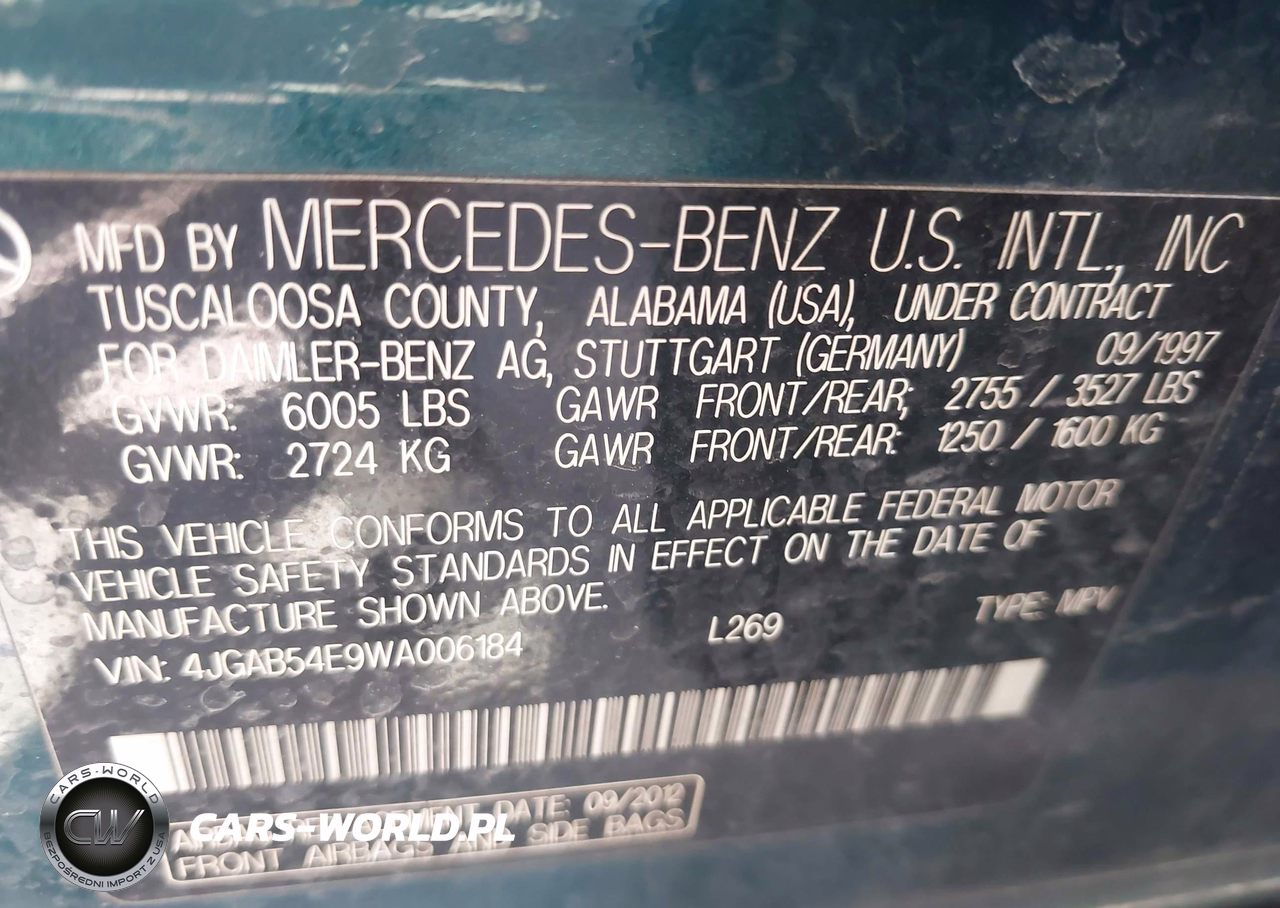 MFD BY MERCEDES-BENZ U.S. INTL., INC
TUSCALOOSA COUNTY, ALABAMA (USA), UNDER CONTRACT
FOR DAIMLER-BENZ AG, STUTTGART (GERMANY) 09/1997
GVWR: 6005 LBS GAWR FRONT/REAR; 2755 / 3527 LBS
GVWR: 2724 KG GAWR FRONT/REAR: 1250 / 1600 KG
THIS VEHICLE CONFORMS TO ALL APPLICABLE FEDERAL MOTOR
VEHICLE SAFETY STANDARDS IN EFFECT ON THE DATE OF
MANUFACTURE SHOWN ABOVE.
VIN: 4JGAB54E9WA006184 L269 TYPE: MPV
DATE: 09/2012
FRONT AIRBAGS AND SIDE BAGS
CARS-WORLD.PL
CARS-WORLD
CW
BEZPOŚREDNI IMPORT Z USA